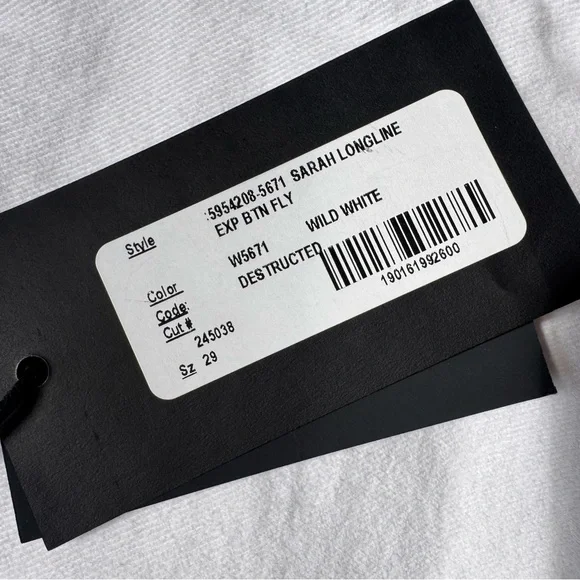 Style :5954208-5671 SARAH LONGLINE
EXP BTN FLY
Color W5671 WILD WHITE
Code: DESTRUCTED
Cut # 245038
Sz 29
190161992600